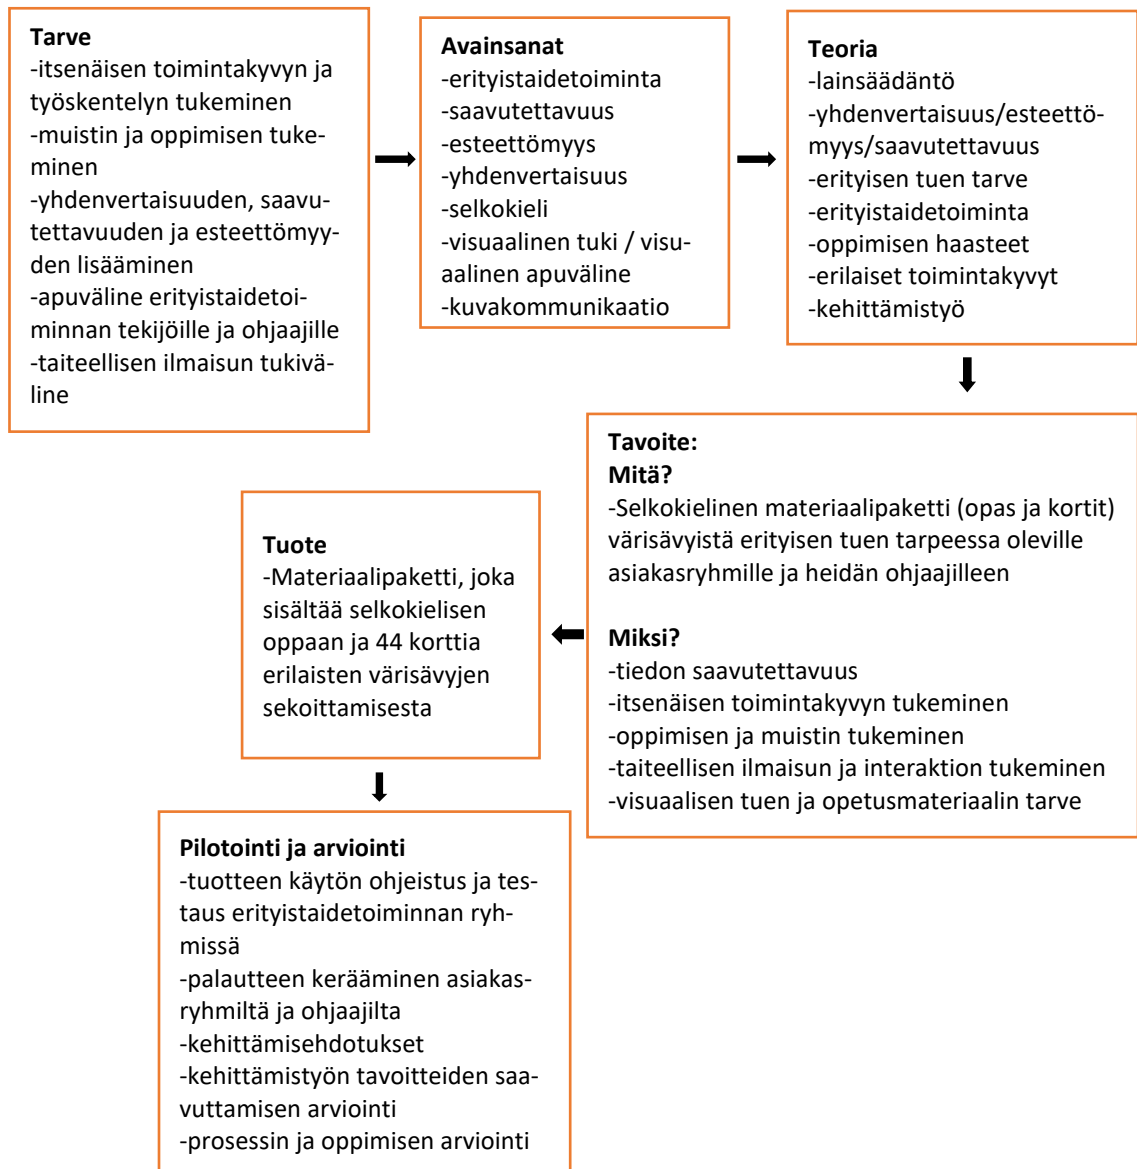 Tarve
-itsenäisen toimintakyvyn ja
työskentelyn tukeminen
-muistin ja oppimisen tuke-
minen
-yhdenvertaisuuden, saavu-
tettavuuden ja esteettömyy-
den lisääminen
-apuväline erityistaidetoi-
minnan tekijöille ja ohjaajille
-taiteellisen ilmaisun tukivä-
line
Avainsanat
-erityistaidetoiminta
-saavutettavuus
-esteettömyys
-yhdenvertaisuus
-selkokieli
-visuaalinen tuki / visu-
aalinen apuväline
-kuvakommunikaatio
Teoria
-lainsäädäntö
-yhdenvertaisuus/esteettö-
myys/saavutettavuus
-erityisen tuen tarve
-erityistaidetoiminta
-oppimisen haasteet
-erilaiset toimintakyvyt
-kehittämistyö
Tavoite:
Mitä?
-Selkokielinen materiaalipaketti (opas ja kortit)
värisävyistä erityisen tuen tarpeessa oleville
asiakasryhmille ja heidän ohjaajilleen
Miksi?
-tiedon saavutettavuus
-itsenäisen toimintakyvyn tukeminen
-oppimisen ja muistin tukeminen
-taiteellisen ilmaisun ja interaktion tukeminen
-visuaalisen tuen ja opetusmateriaalin tarve
Tuote
-Materiaalipaketti, joka
sisältää selkokielisen
oppaan ja 44 korttia
erilaisten värisävyjen
sekoittamisesta
Pilotointi ja arviointi
-tuotteen käytön ohjeistus ja tes-
taus erityistaidetoiminnan ryh-
missä
-palautteen kerääminen asiakas-
ryhmiltä ja ohjaajilta
-kehittämisehdotukset
-kehittämistyön tavoitteiden saa-
vuttamisen arviointi
-prosessin ja oppimisen arviointi